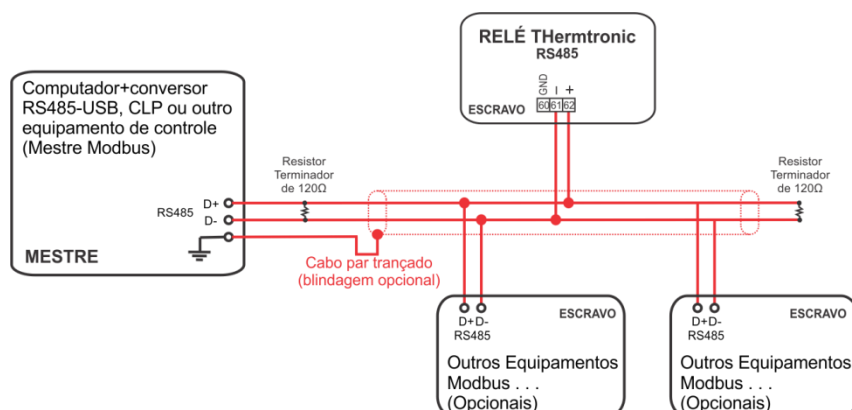 RELÉ THermtronic
RS485
GND
–
+
ESCRAVO
60 61 62
Computador+conversor
RS485-USB, CLP ou outro
equipamento de controle
(Mestre Modbus)
D+
RS485
D-
MESTRE
Resistor
Terminador
de 120Ω
Resistor
Terminador
de 120Ω
Cabo par trançado
(blindagem opcional)
D+ D-
ESCRAVO
RS485
Outros Equipamentos
Modbus . . .
(Opcionais)
D+ D-
ESCRAVO
RS485
Outros Equipamentos
Modbus . . .
(Opcionais)